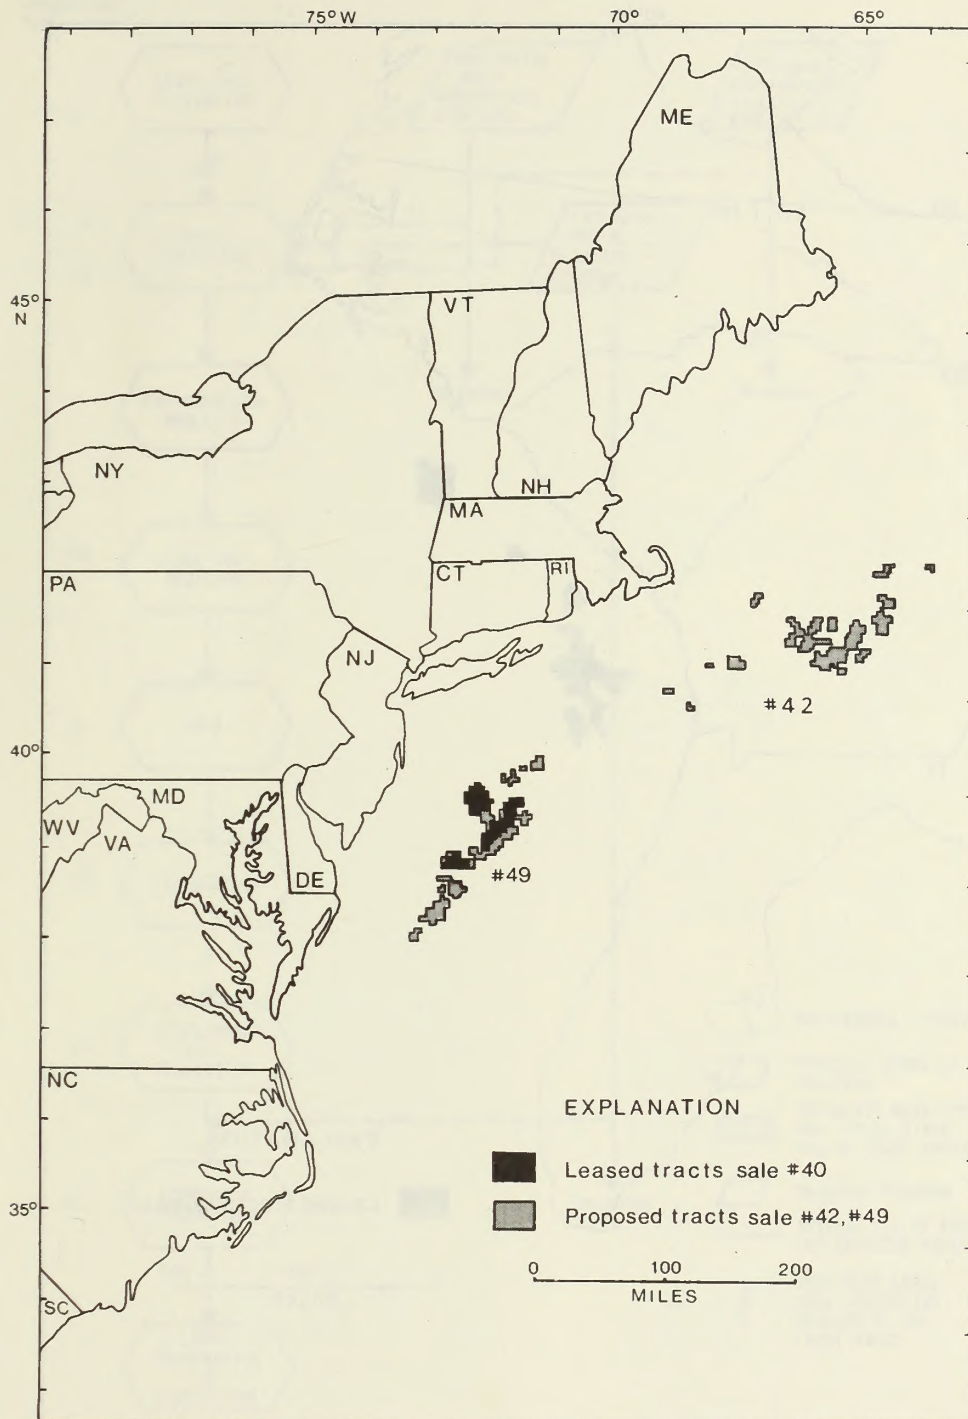 75° W 70° 65°
ME
45°
N
VT
NY
NH
MA
PA
CT
RI
NJ
#42
40°
MD
WV
VA
DE
#49
NC
EXPLANATION
Leased tracts sale #40
35°
Proposed tracts sale #42,#49
0 100 200
MILES
SC